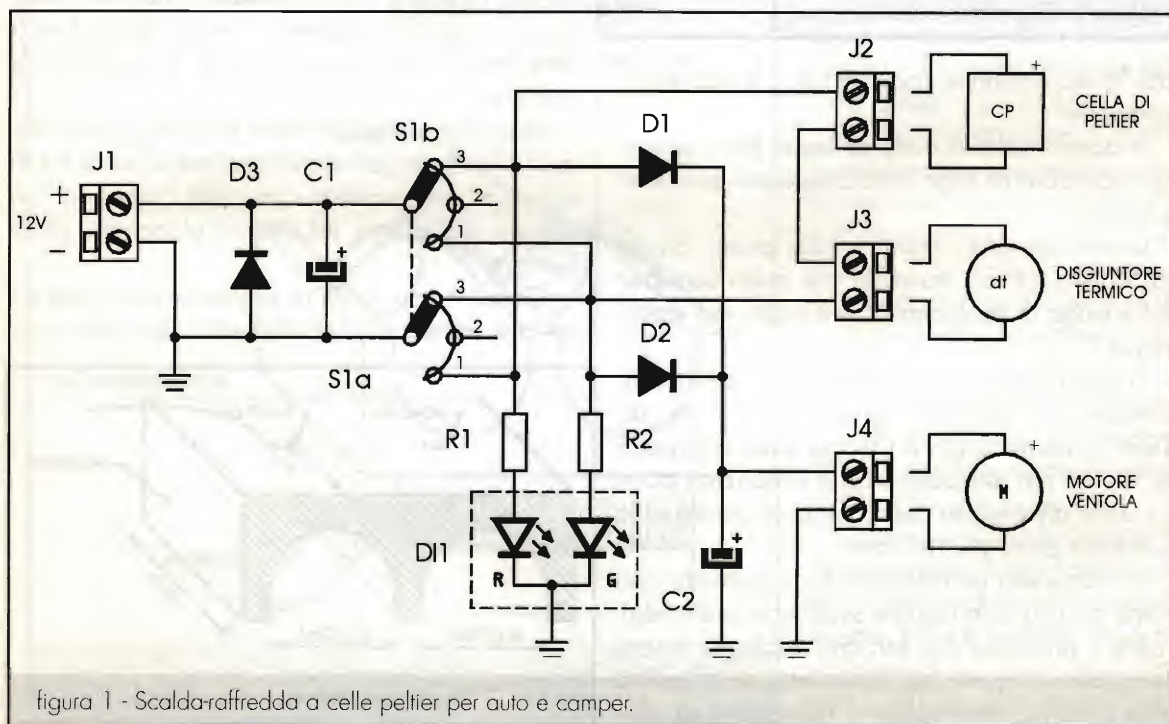 J1
+
12V
−
D3
C1
+
S1b
3
2
1
S1a
3
2
1
D1
D2
R1
R2
DI1
R
G
C2
+
J2
+
CP
CELLA DI
PELTIER
J3
dt
DISGIUNTORE
TERMICO
J4
+
M
MOTORE
VENTOLA
figura 1 - Scalda-raffredda a celle peltier per auto e camper.